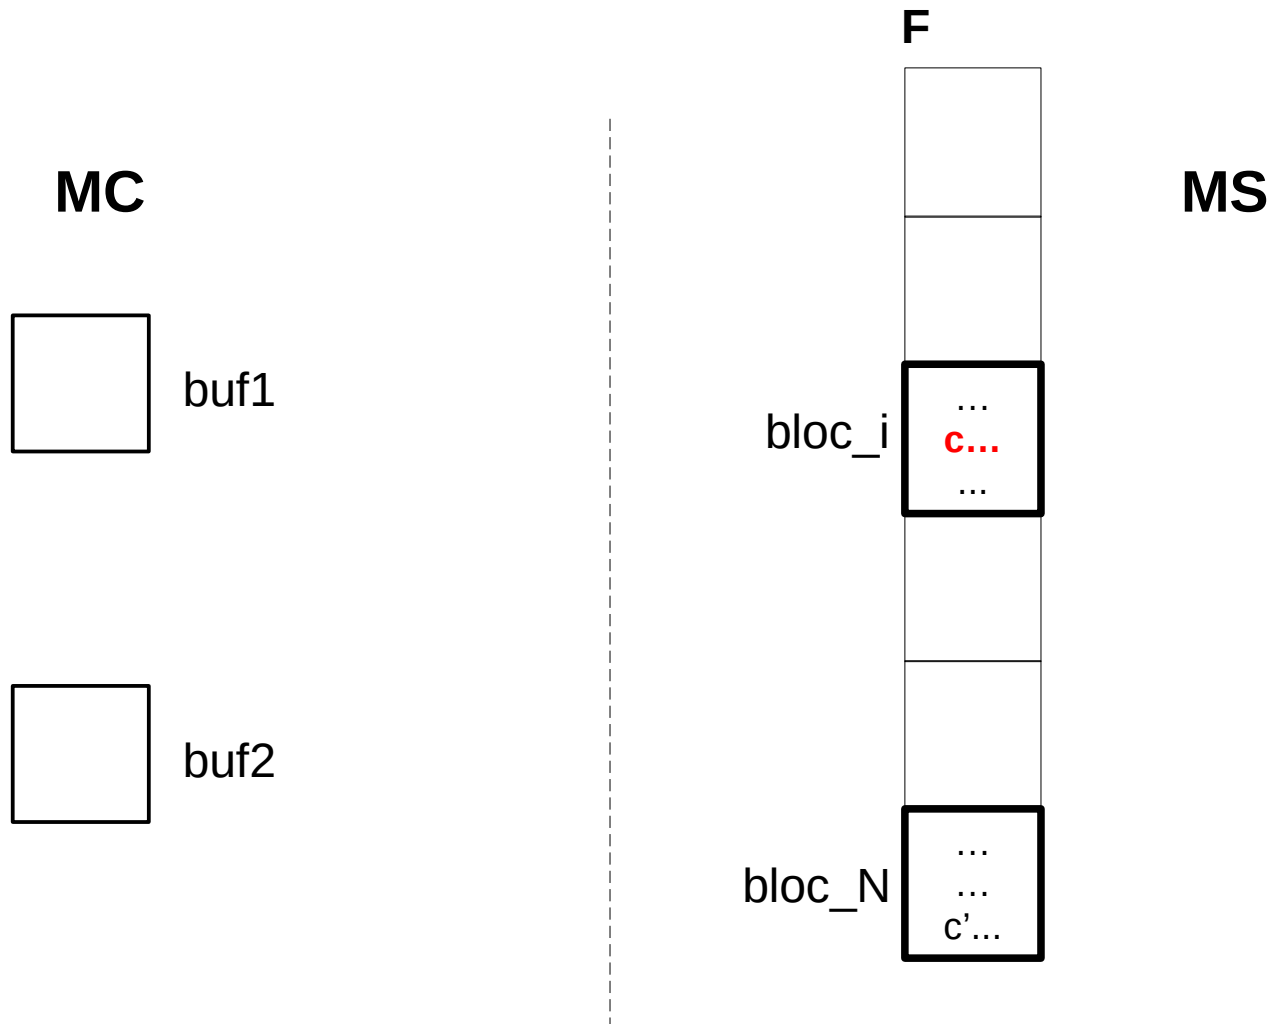 F
MC
MS
buf1
bloc_i
…
c…
...
buf2
bloc_N
…
…
c’...